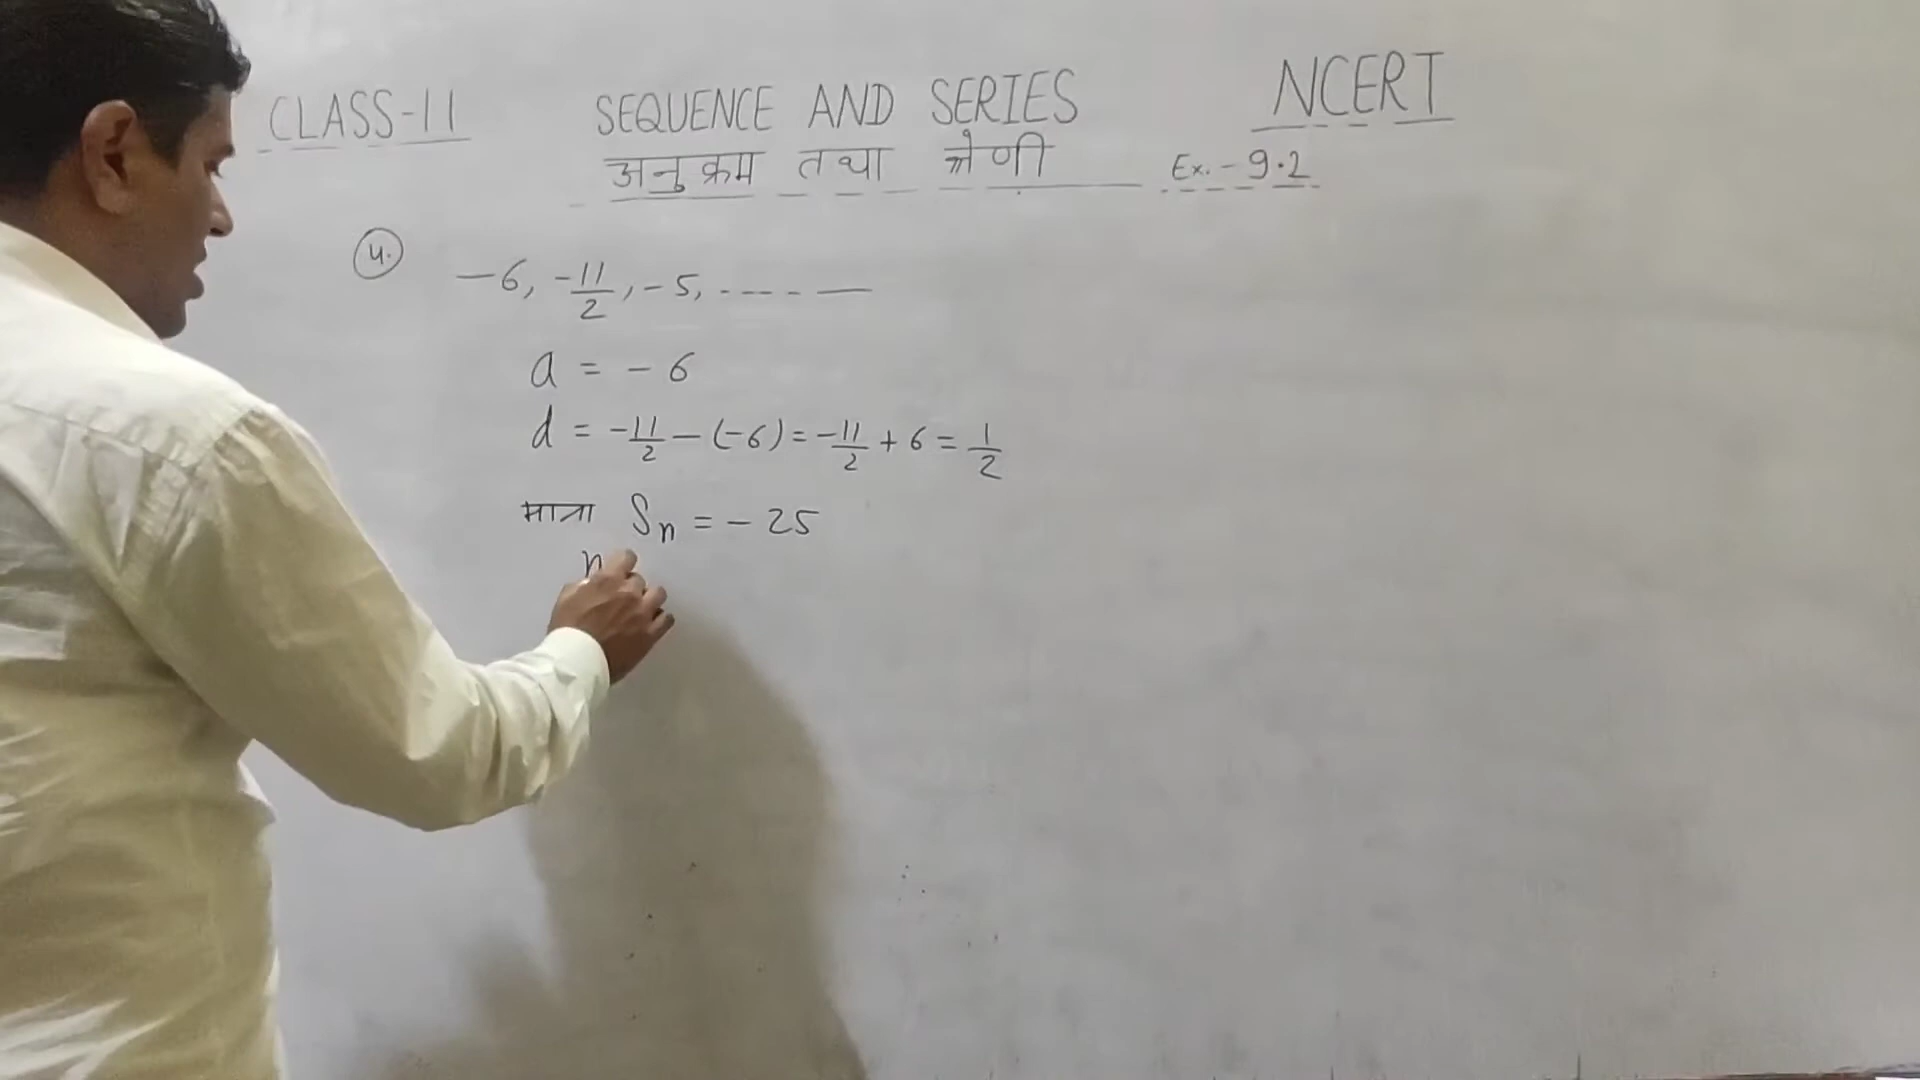 CLASS-11 SEQUENCE AND SERIES NCERT
अनुक्रम तथा श्रेणी Ex.-9.2
4. -6, -11/2, -5, ----- —
a = -6
d = -11/2 - (-6) = -11/2 + 6 = 1/2
माना Sn = -25
n